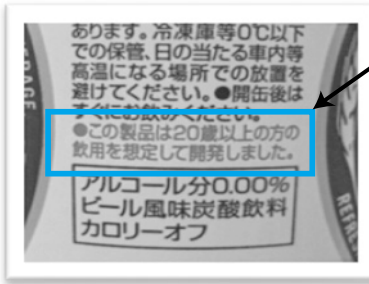 あります。冷凍庫等0℃以下
での保管、日の当たる車内等
高温になる場所での放置を
避けてください。●開缶後は
すぐにお飲みください。
●この製品は20歳以上の方の
飲用を想定して開発しました。
アルコール分0.00%
ビール風味炭酸飲料
カロリーオフ